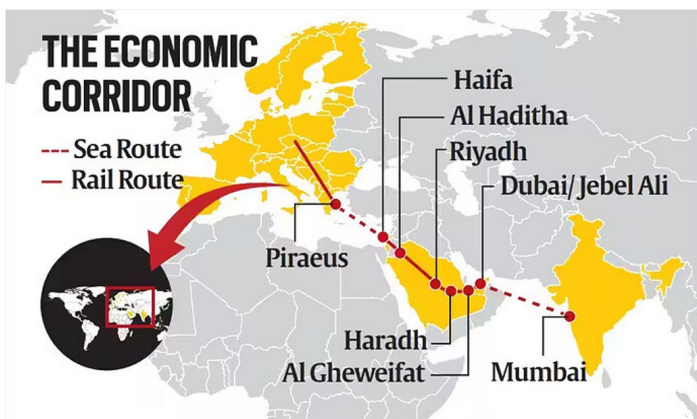 THE ECONOMIC
CORRIDOR
Sea Route
Rail Route
Haifa
Al Haditha
Riyadh
Dubai/ Jebel Ali
Piraeus
Haradh
Al Gheweifat
Mumbai